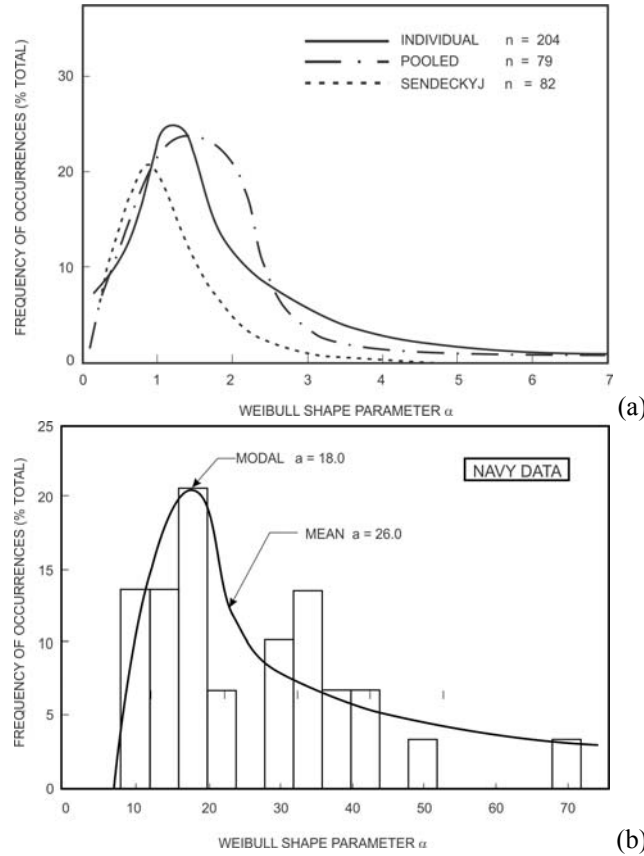 INDIVIDUAL n = 204
POOLED n = 79
SENDECKYJ n = 82
FREQUENCY OF OCCURRENCES (% TOTAL)
30
20
10
0
0 1 2 3 4 5 6 7
WEIBULL SHAPE PARAMETER α
(a)
25
20
15
10
5
0
FREQUENCY OF OCCURRENCES (% TOTAL)
MODAL a = 18.0
NAVY DATA
MEAN a = 26.0
0 10 20 30 40 50 60 70
WEIBULL SHAPE PARAMETER α
(b)